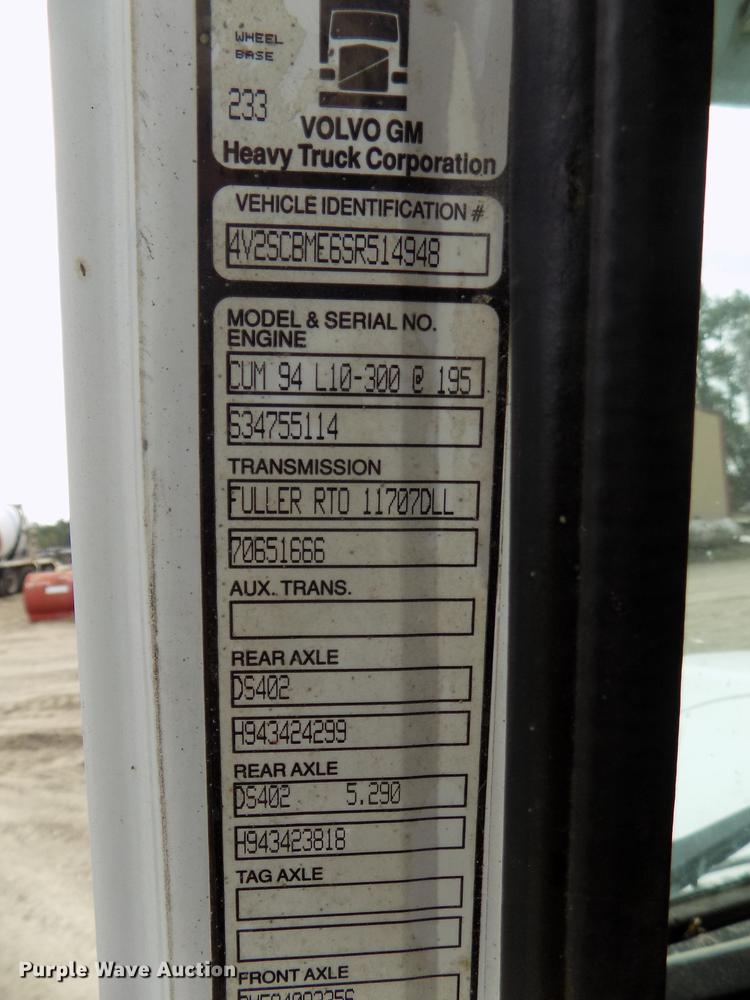 WHEEL
BASE
233
VOLVO GM
Heavy Truck Corporation
VEHICLE IDENTIFICATION #
4V2SCBME6SR514948
MODEL & SERIAL NO.
ENGINE
CUM 94 L10-300 @ 195
S34755114
TRANSMISSION
FULLER RTO 11707DLL
70651666
AUX. TRANS.
REAR AXLE
DS402
H943424299
REAR AXLE
DS402 5.290
H943423818
TAG AXLE
FRONT AXLE
Purple Wave Auction